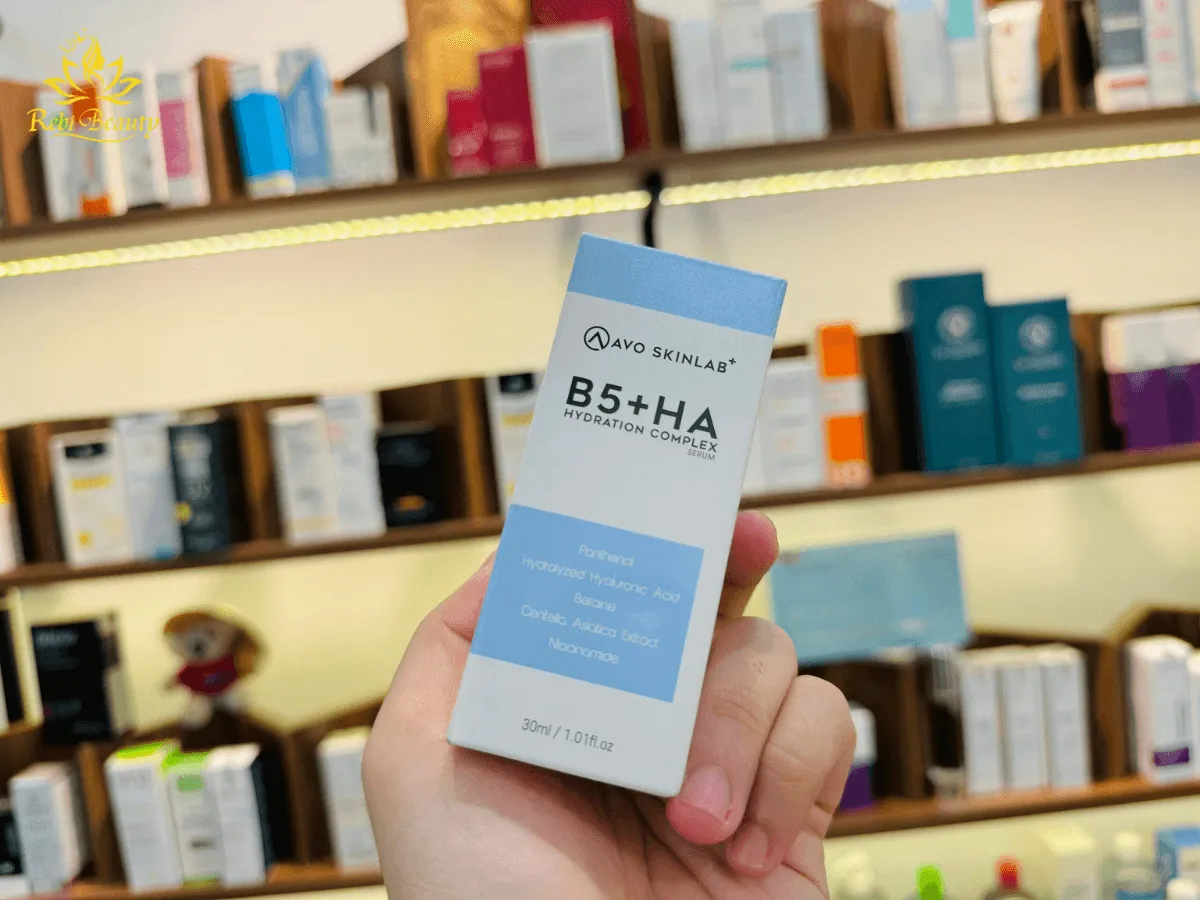 Rebi Beauty
AVO SKINLAB+
B5+HA
HYDRATION COMPLEX
SERUM
Panthenol
Hydrolyzed Hyaluronic Acid
Betaine
Centella Asiatica Extract
Niacinamide
30ml / 1.01fl.oz